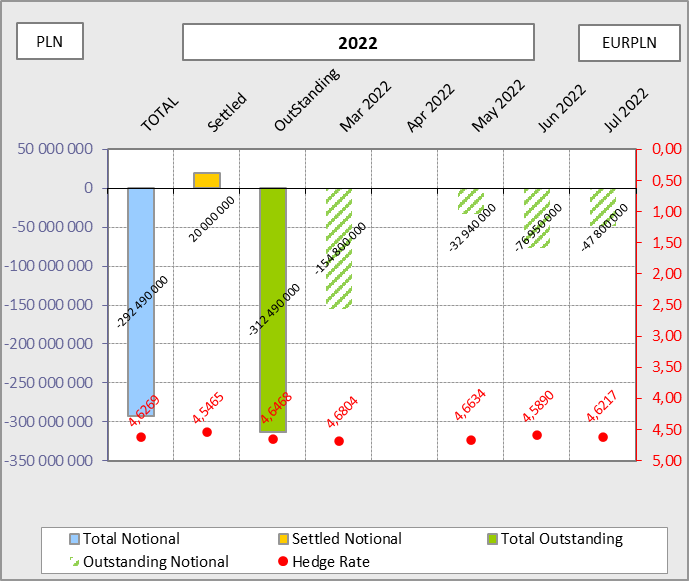 PLN
2022
EURPLN
TOTAL
Settled
OutStanding
Mar 2022
Apr 2022
May 2022
Jun 2022
Jul 2022
50 000 000
0
-50 000 000
-100 000 000
-150 000 000
-200 000 000
-250 000 000
-300 000 000
-350 000 000
0,00
0,50
1,00
1,50
2,00
2,50
3,00
3,50
4,00
4,50
5,00
-292 490 000
20 000 000
-312 490 000
-154 800 000
-32 940 000
-76 950 000
-47 800 000
4,6269
4,5465
4,6468
4,6804
4,6634
4,5890
4,6217
Total Notional
Settled Notional
Total Outstanding
Outstanding Notional
Hedge Rate